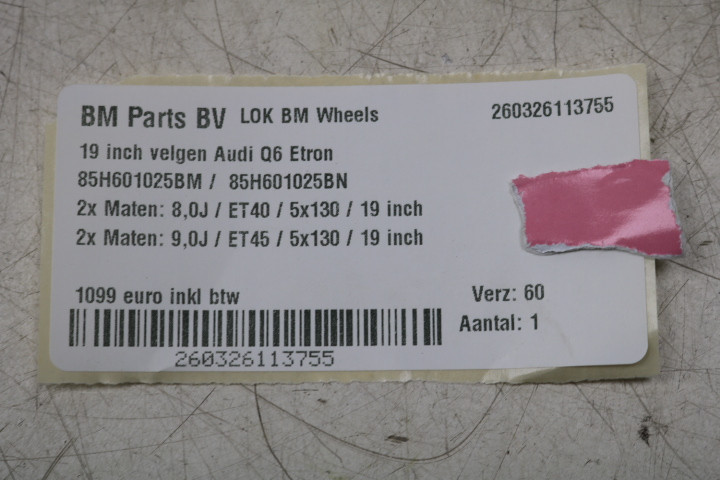 BM Parts BV LOK BM Wheels 260326113755
19 inch velgen Audi Q6 Etron
85H601025BM / 85H601025BN
2x Maten: 8,0J / ET40 / 5x130 / 19 inch
2x Maten: 9,0J / ET45 / 5x130 / 19 inch
1099 euro inkl btw Verz: 60
Aantal: 1
260326113755